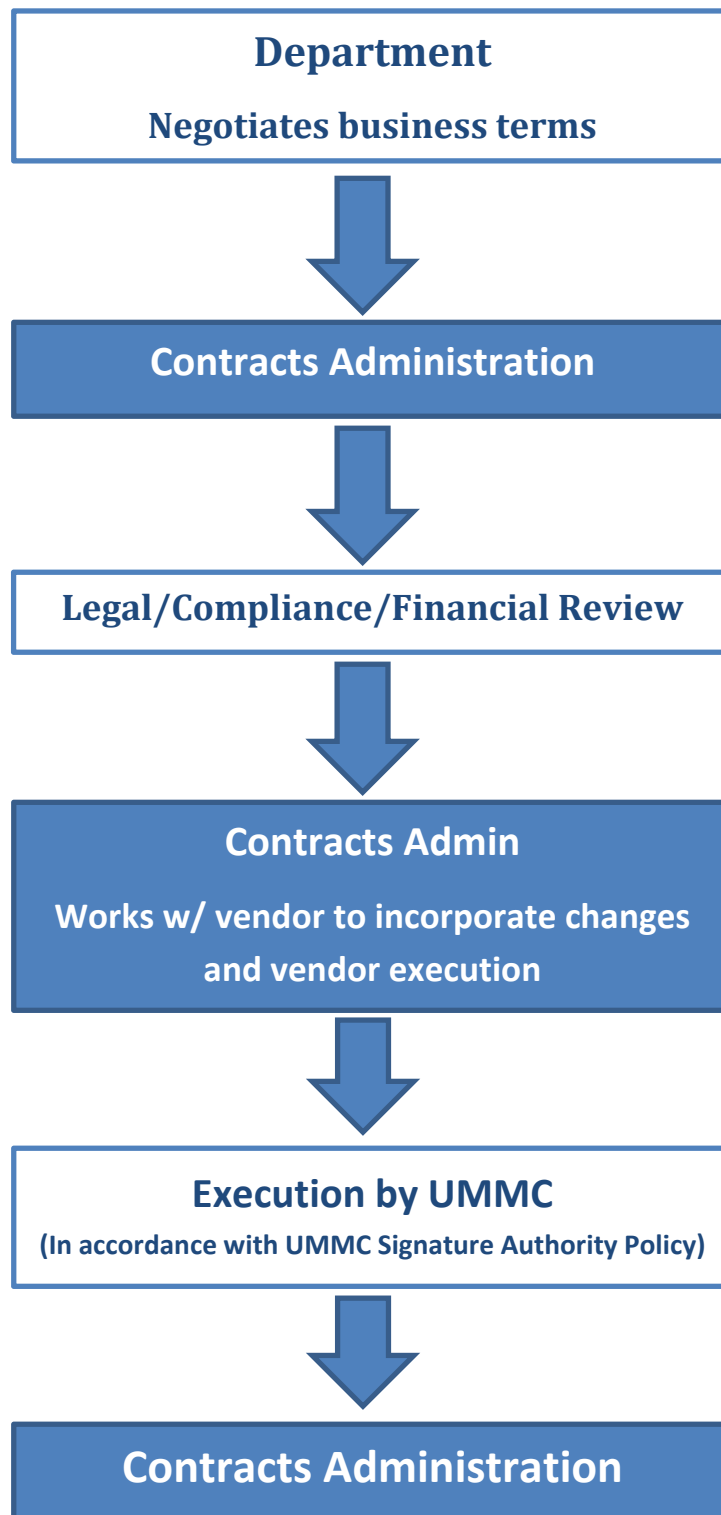 Department
Negotiates business terms
Contracts Administration
Legal/Compliance/Financial Review
Contracts Admin
Works w/ vendor to incorporate changes
and vendor execution
Execution by UMMC
(In accordance with UMMC Signature Authority Policy)
Contracts Administration